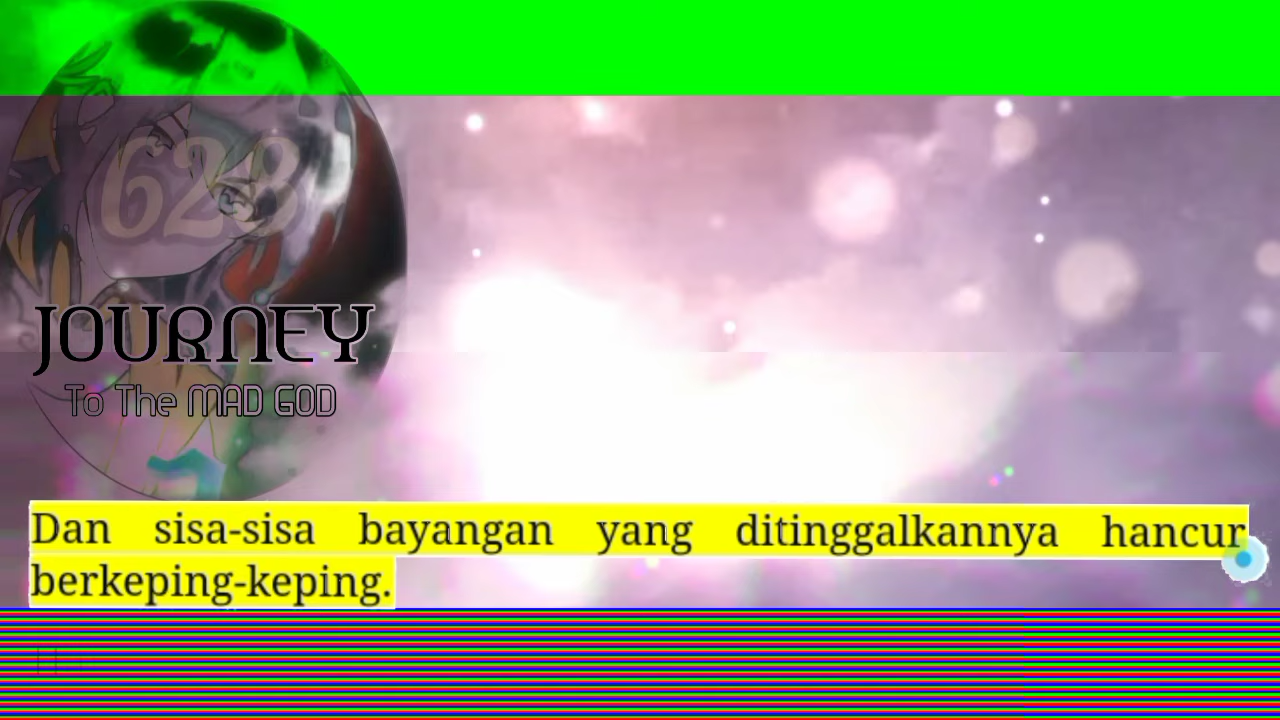 628
JOURNEY
To The MAD GOD
Dan sisa-sisa bayangan yang ditinggalkannya hancur
berkeping-keping.